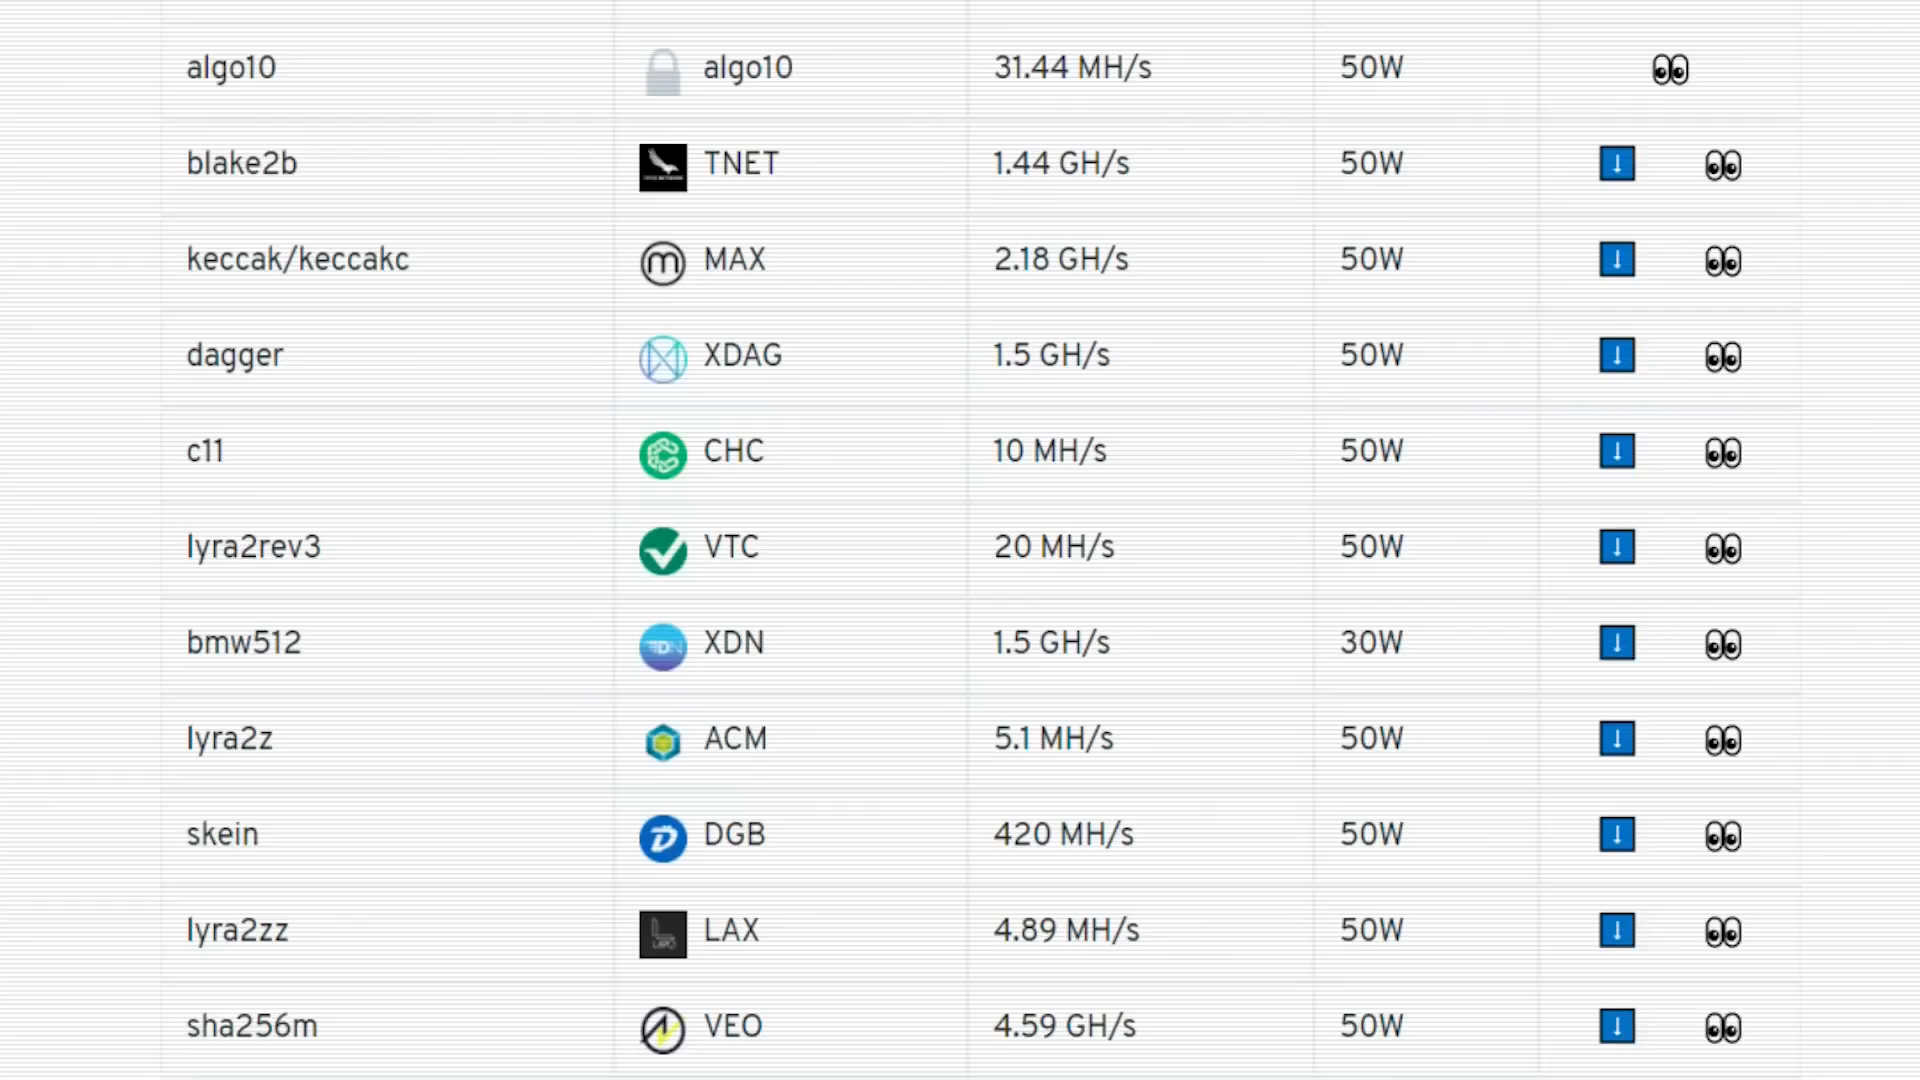 algo10 algo10 31.44 MH/s 50W
blake2b TNET 1.44 GH/s 50W
keccak/keccakc MAX 2.18 GH/s 50W
dagger XDAG 1.5 GH/s 50W
c11 CHC 10 MH/s 50W
lyra2rev3 VTC 20 MH/s 50W
bmw512 XDN 1.5 GH/s 30W
lyra2z ACM 5.1 MH/s 50W
skein DGB 420 MH/s 50W
lyra2zz LAX 4.89 MH/s 50W
sha256m VEO 4.59 GH/s 50W